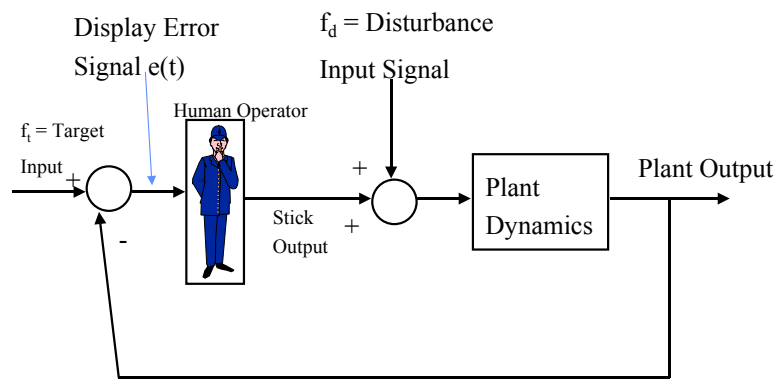 Display Error
Signal e(t)
f_d = Disturbance
Input Signal
Human Operator
f_t = Target
Input
+
-
Stick
Output
+
+
Plant
Dynamics
Plant Output